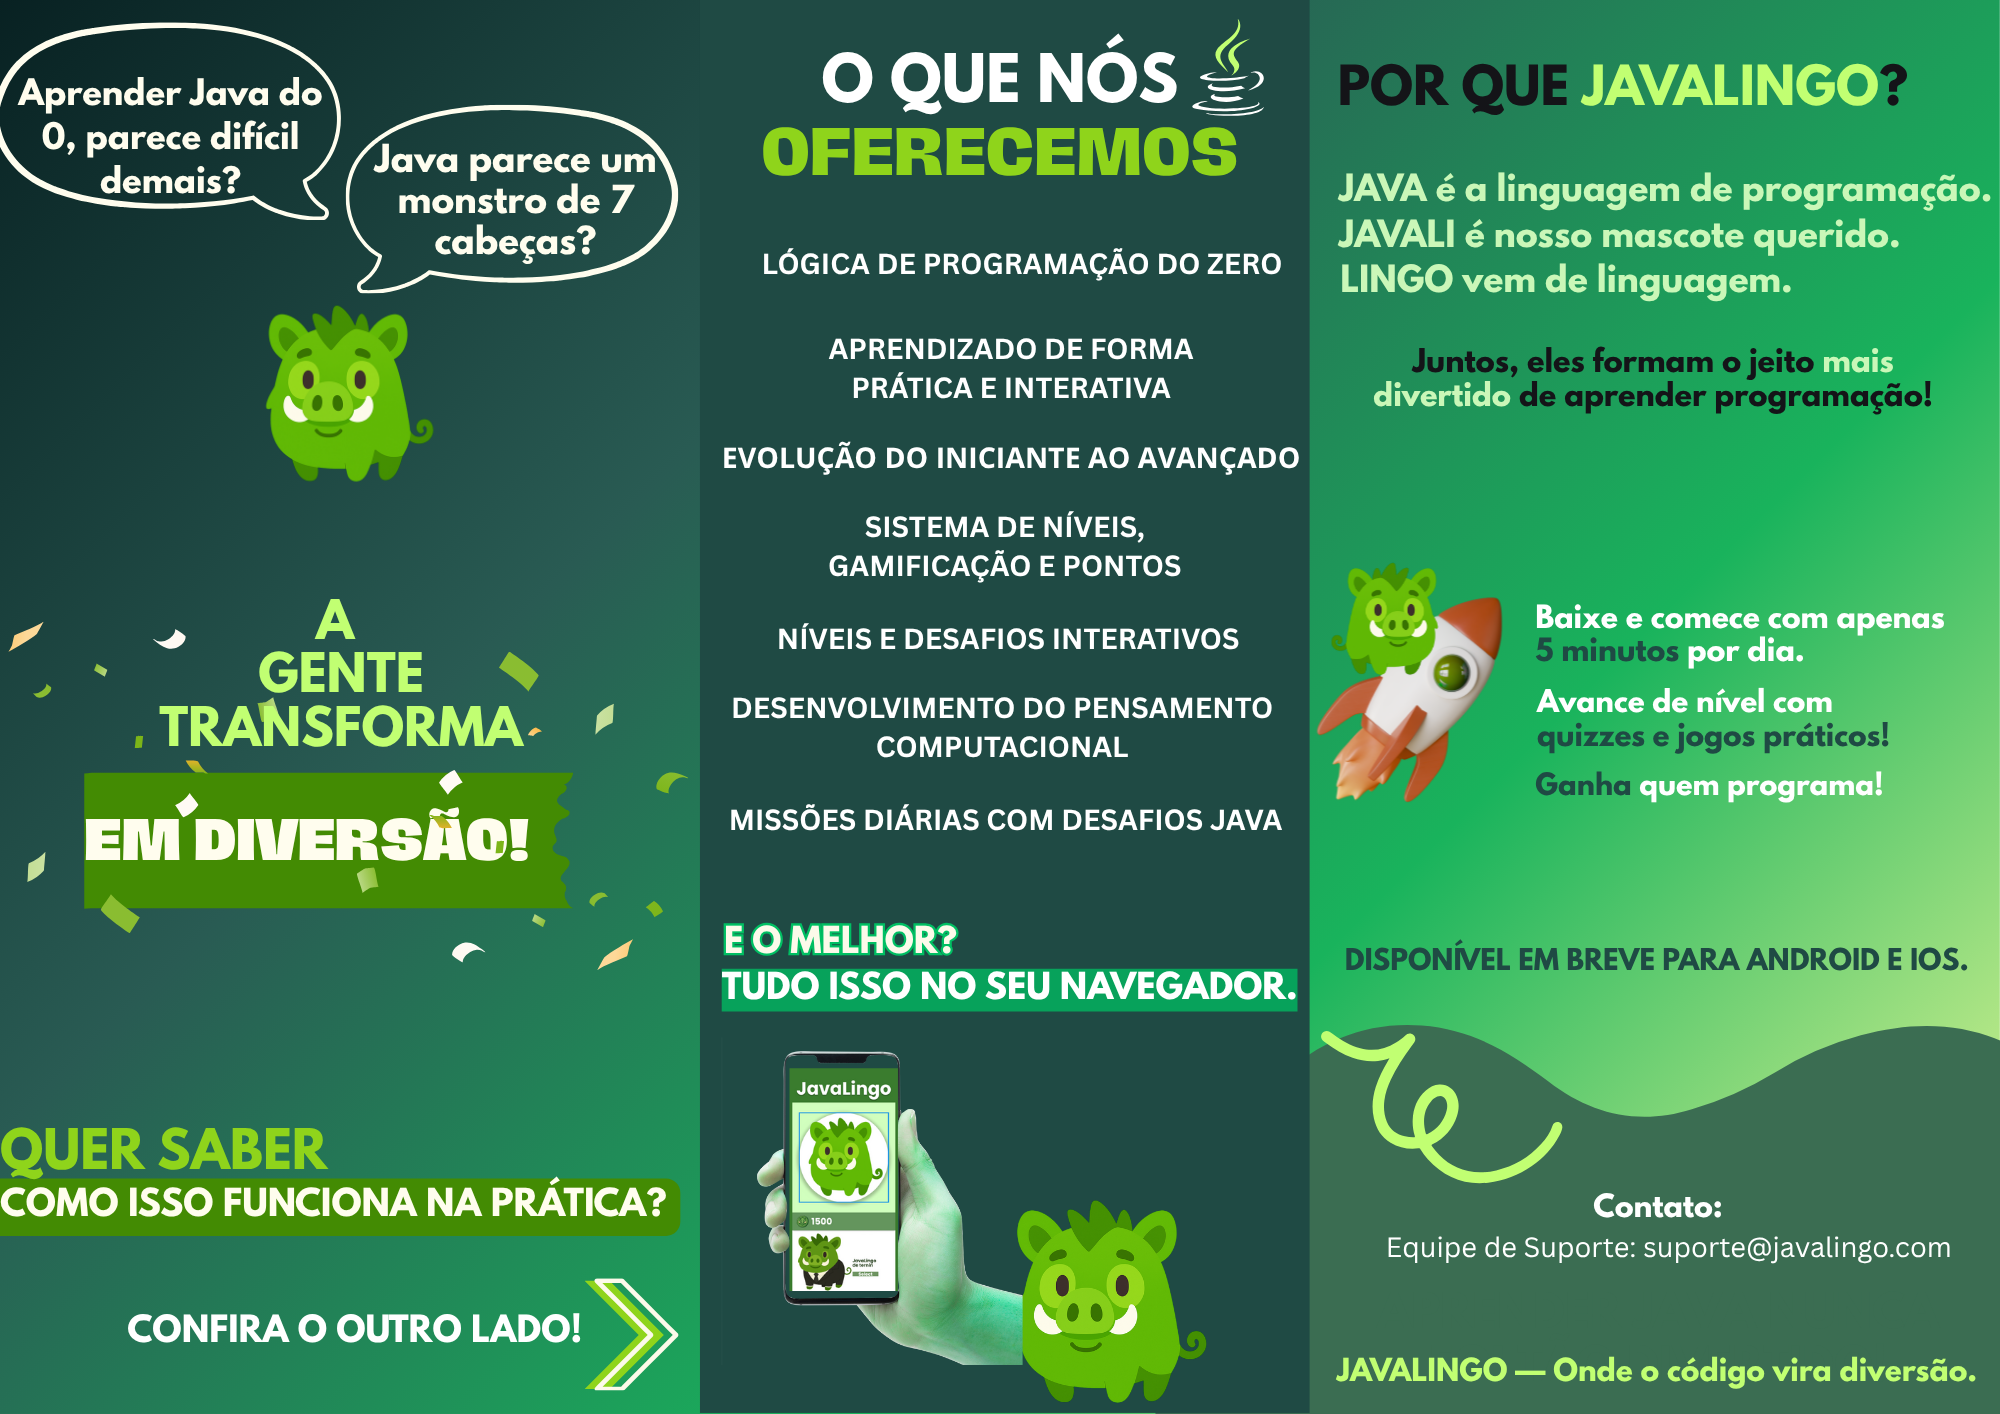 Aprender Java do
0, parece difícil
demais?
Java parece um
monstro de 7
cabeças?
A
GENTE
TRANSFORMA
EM DIVERSÃO!
QUER SABER
COMO ISSO FUNCIONA NA PRÁTICA?
CONFIRA O OUTRO LADO!
O QUE NÓS
OFERECEMOS
LÓGICA DE PROGRAMAÇÃO DO ZERO
APRENDIZADO DE FORMA
PRÁTICA E INTERATIVA
EVOLUÇÃO DO INICIANTE AO AVANÇADO
SISTEMA DE NÍVEIS,
GAMIFICAÇÃO E PONTOS
NÍVEIS E DESAFIOS INTERATIVOS
DESENVOLVIMENTO DO PENSAMENTO
COMPUTACIONAL
MISSÕES DIÁRIAS COM DESAFIOS JAVA
E O MELHOR?
TUDO ISSO NO SEU NAVEGADOR.
JavaLingo
1500
JavaLingo
de terno!
POR QUE JAVALINGO?
JAVA é a linguagem de programação.
JAVALI é nosso mascote querido.
LINGO vem de linguagem.
Juntos, eles formam o jeito mais
divertido de aprender programação!
Baixe e comece com apenas
5 minutos por dia.
Avance de nível com
quizzes e jogos práticos!
Ganha quem programa!
DISPONÍVEL EM BREVE PARA ANDROID E IOS.
Contato:
Equipe de Suporte: suporte@javalingo.com
JAVALINGO — Onde o código vira diversão.